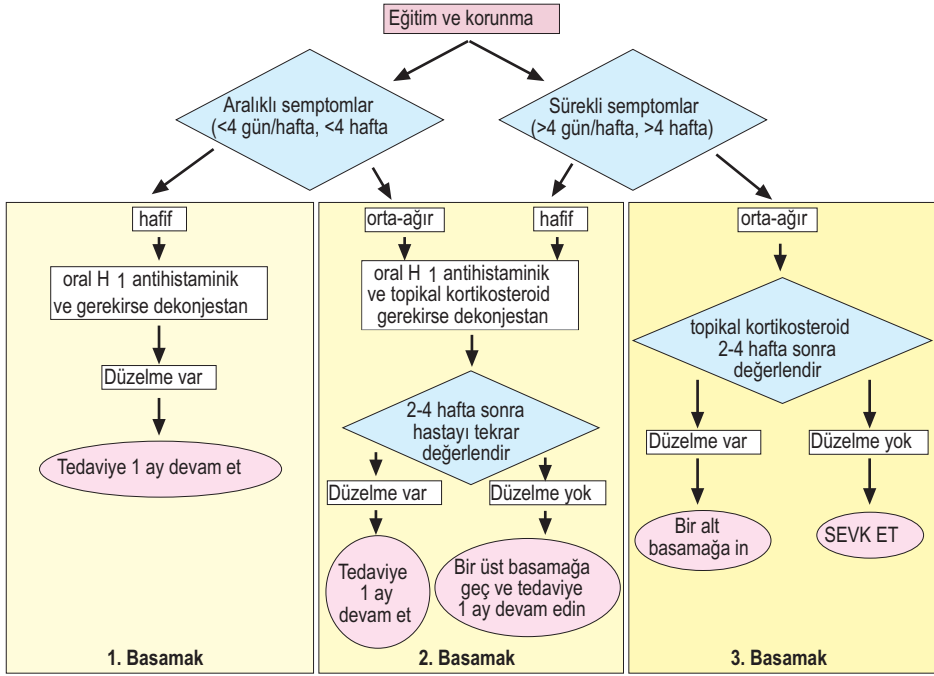 Eğitim ve korunma
Aralıklı semptomlar
(<4 gün/hafta, <4 hafta
Sürekli semptomlar
(>4 gün/hafta, >4 hafta)
hafif
oral H 1 antihistaminik
ve gerekirse dekonjestan
Düzelme var
Tedaviye 1 ay devam et
1. Basamak
orta-ağır
hafif
oral H 1 antihistaminik
ve topikal kortikosteroid
gerekirse dekonjestan
2-4 hafta sonra
hastayı tekrar
değerlendir
Düzelme var
Düzelme yok
Tedaviye
1 ay
devam et
Bir üst basamağa
geç ve tedaviye
1 ay devam edin
2. Basamak
orta-ağır
topikal kortikosteroid
2-4 hafta sonra
değerlendir
Düzelme var
Düzelme yok
Bir alt
basamağa in
SEVK ET
3. Basamak